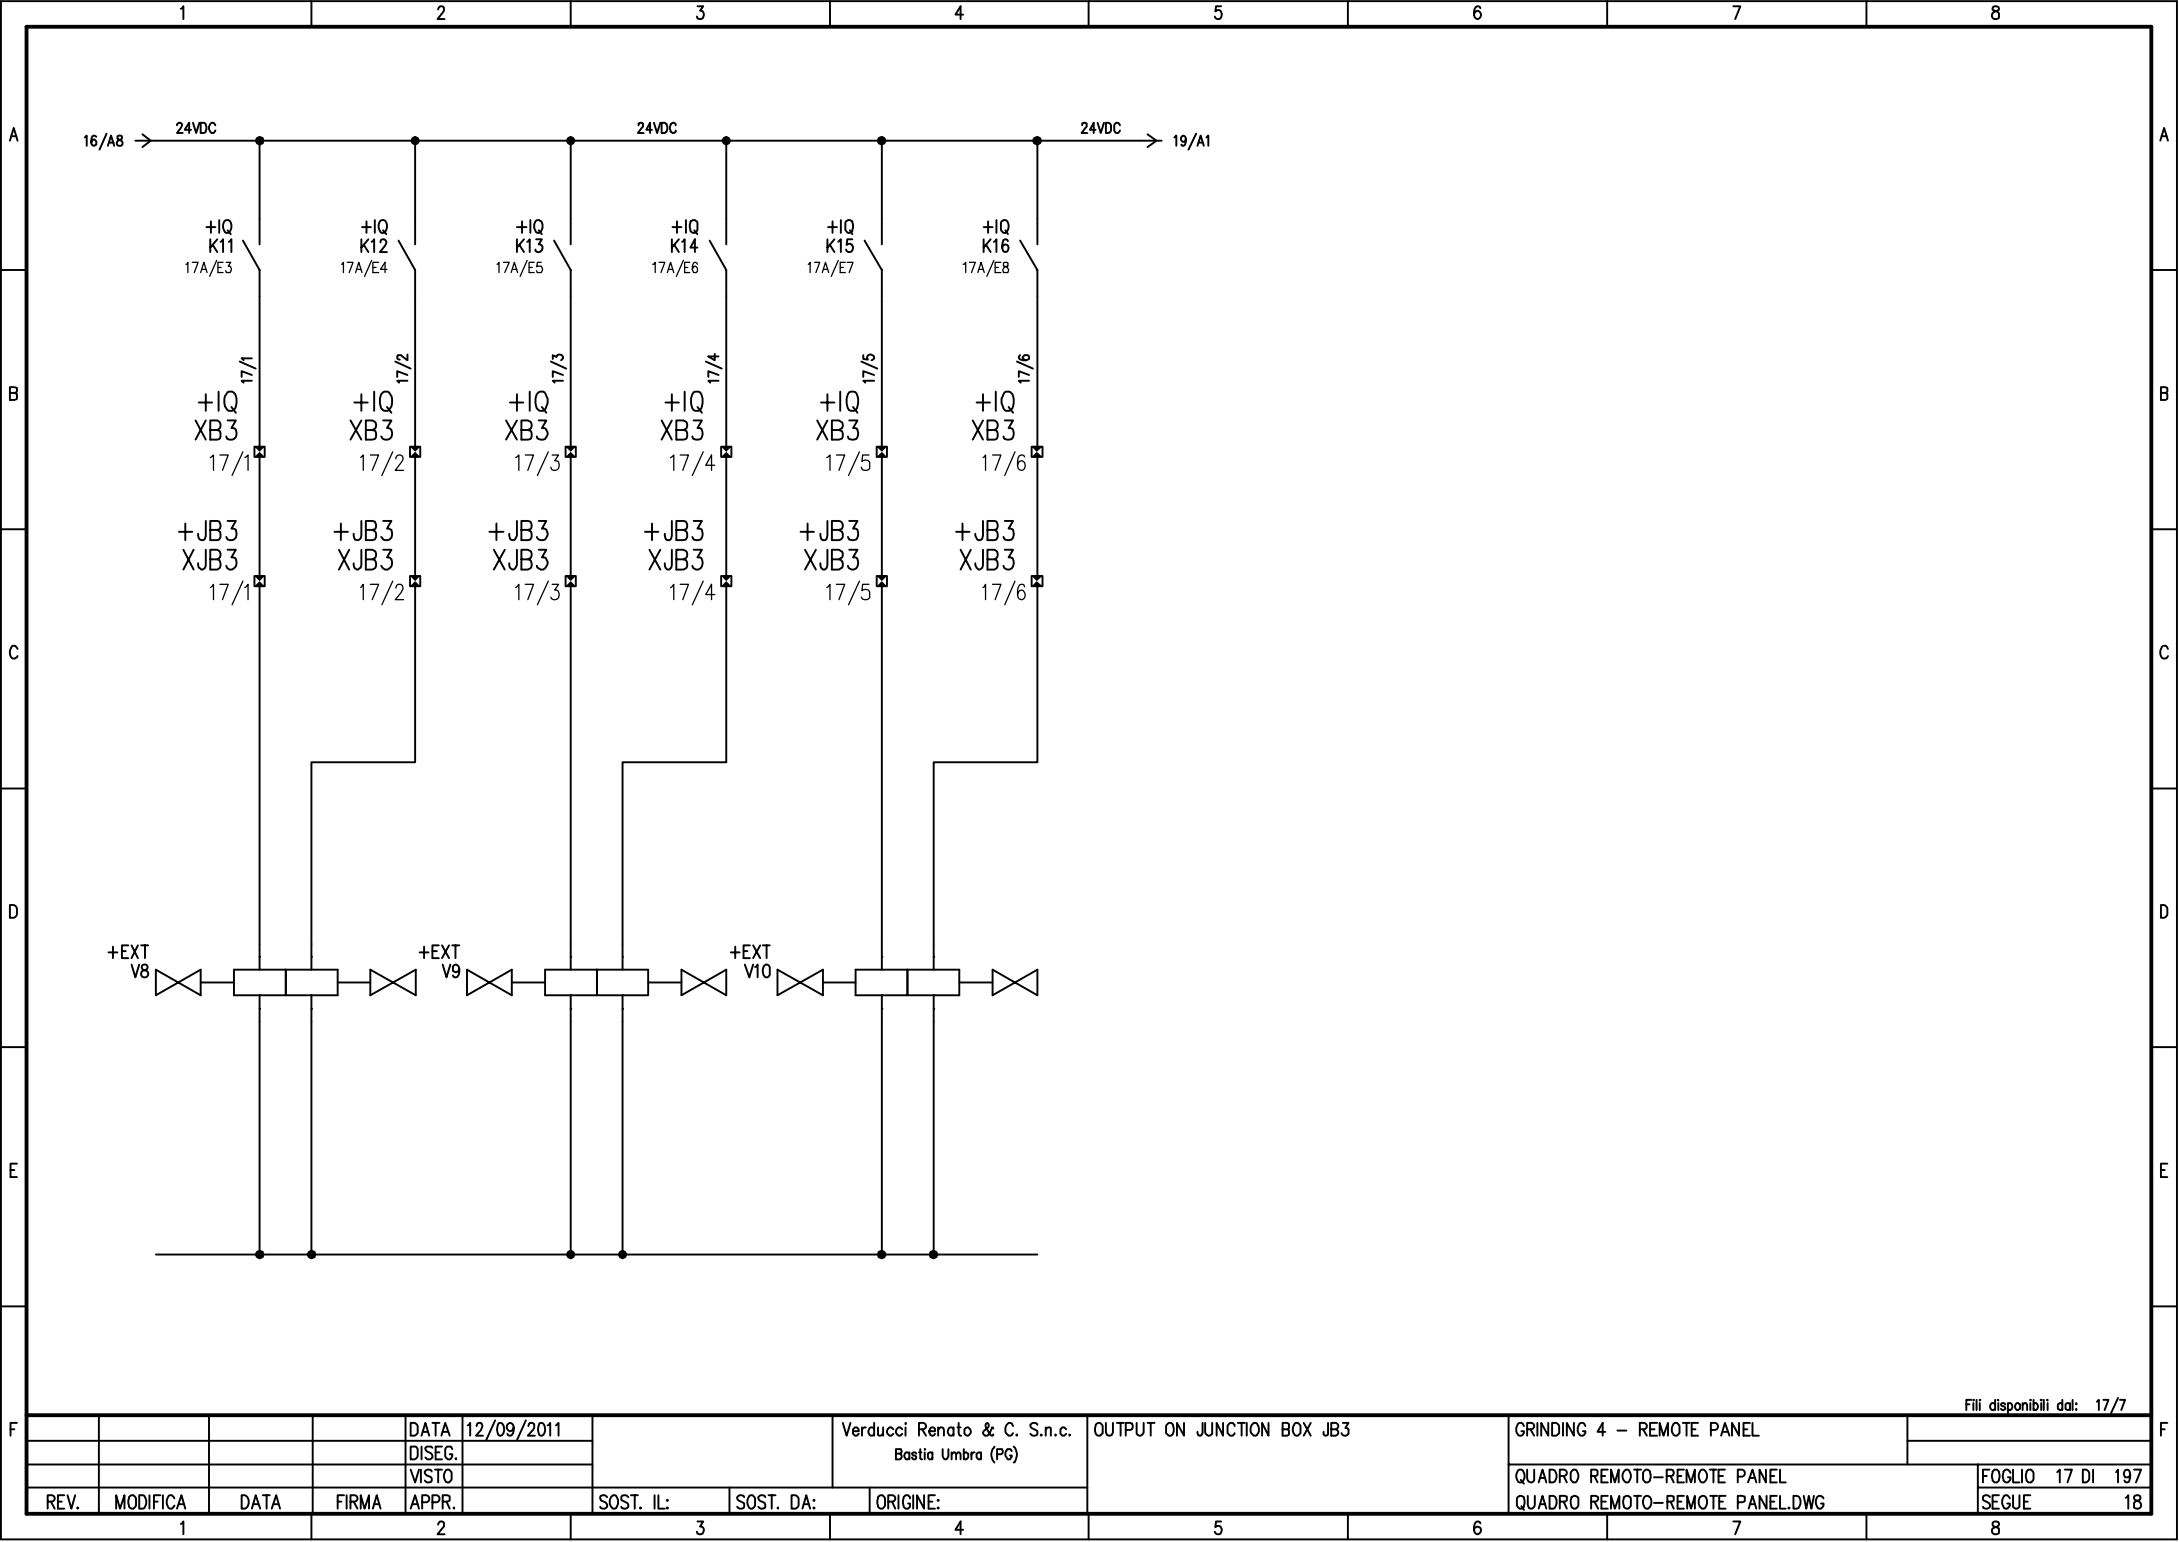 1 2 3 4 5 6 7 8
A A
16/A8 24VDC 24VDC 24VDC 19/A1
+IQ +IQ +IQ +IQ +IQ +IQ
K11 K12 K13 K14 K15 K16
17A/E3 17A/E4 17A/E5 17A/E6 17A/E7 17A/E8
17/1 17/2 17/3 17/4 17/5 17/6
B B
+IQ +IQ +IQ +IQ +IQ +IQ
XB3 XB3 XB3 XB3 XB3 XB3
17/1 17/2 17/3 17/4 17/5 17/6
+JB3 +JB3 +JB3 +JB3 +JB3 +JB3
XJB3 XJB3 XJB3 XJB3 XJB3 XJB3
17/1 17/2 17/3 17/4 17/5 17/6
C C
D D
+EXT +EXT +EXT
V8 V9 V10
E E
Fili disponibili dal: 17/7
F F
DATA 12/09/2011 Verducci Renato & C. S.n.c. OUTPUT ON JUNCTION BOX JB3 GRINDING 4 - REMOTE PANEL
DISEG. Bastia Umbra (PG)
VISTO QUADRO REMOTO-REMOTE PANEL FOGLIO 17 DI 197
REV. MODIFICA DATA FIRMA APPR. SOST. IL: SOST. DA: ORIGINE: QUADRO REMOTO-REMOTE PANEL.DWG SEGUE 18
1 2 3 4 5 6 7 8